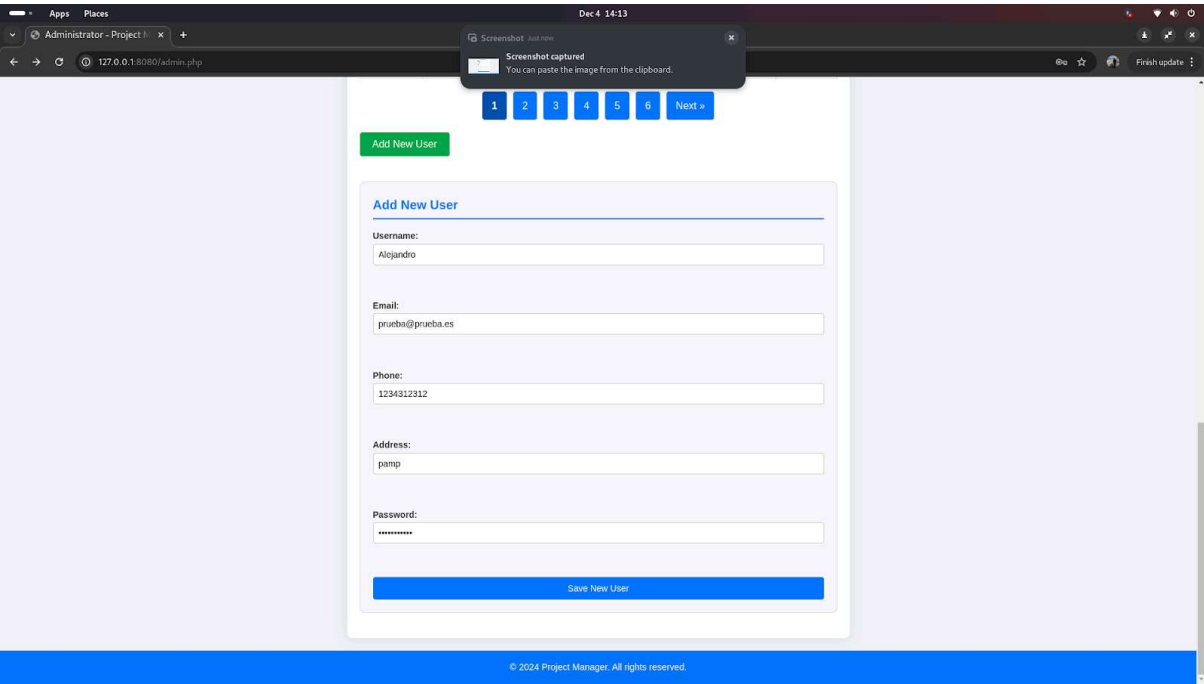 Apps Places Dec 4 14:13
Administrator - Project M
Screenshot Just now
127.0.0.1:8080/admin.php
Finish update
Screenshot captured
You can paste the image from the clipboard.
1 2 3 4 5 6 Next »
Add New User
Add New User
Username:
Alejandro
Email:
prueba@prueba.es
Phone:
1234312312
Address:
pamp
Password:
•••••••••••
Save New User
© 2024 Project Manager. All rights reserved.